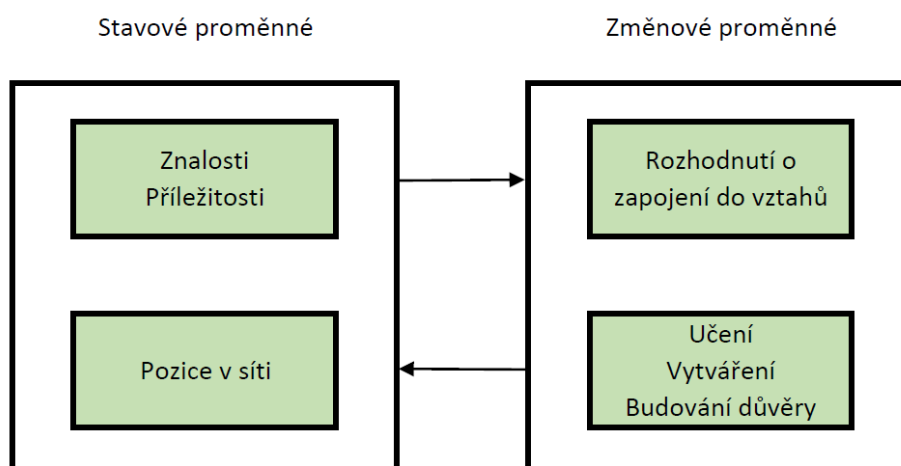 Stavové proměnné
Změnové proměnné
Znalosti
Příležitosti
Rozhodnutí o
zapojení do vztahů
Pozice v síti
Učení
Vytváření
Budování důvěry